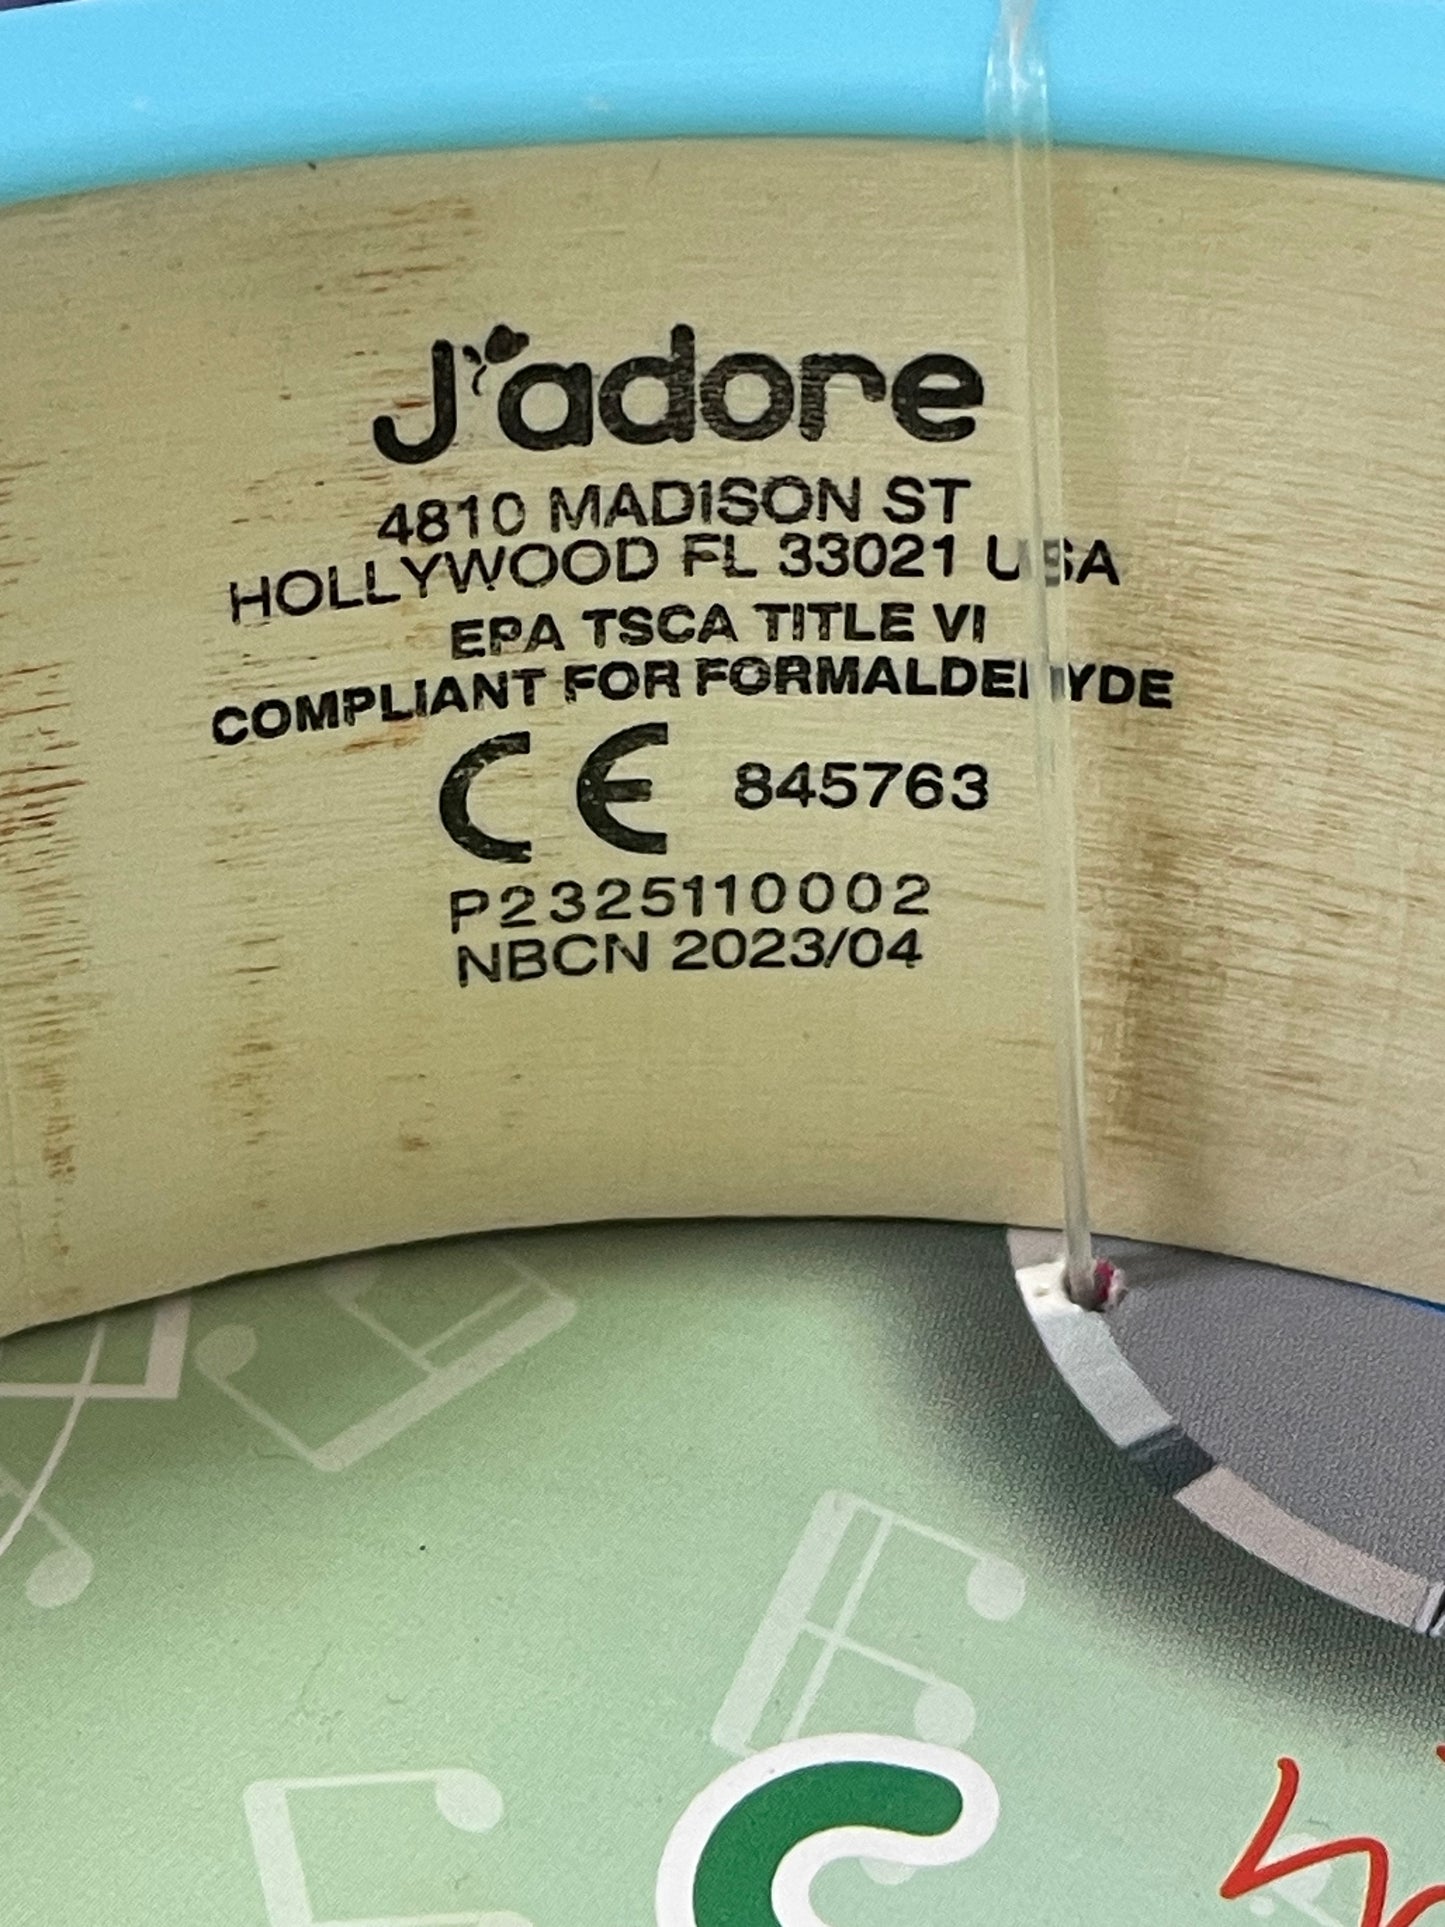 J'adore
4810 MADISON ST
HOLLYWOOD FL 33021 USA
EPA TSCA TITLE VI
COMPLIANT FOR FORMALDEHYDE
CE 845763
P2325110002
NBCN 2023/04